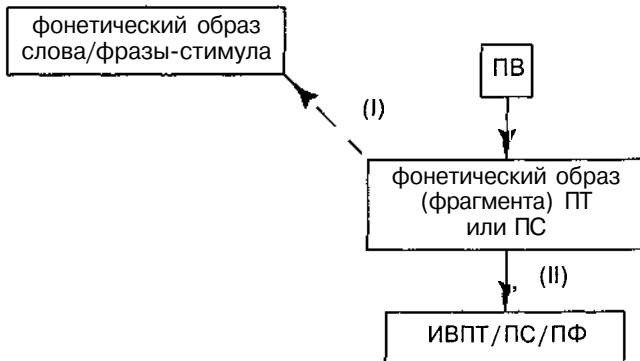 фонетический образ
слова/фразы-стимула
ПВ
(I)
фонетический образ
(фрагмента) ПТ
или ПС
(II)
ИВПТ/ПС/ПФ